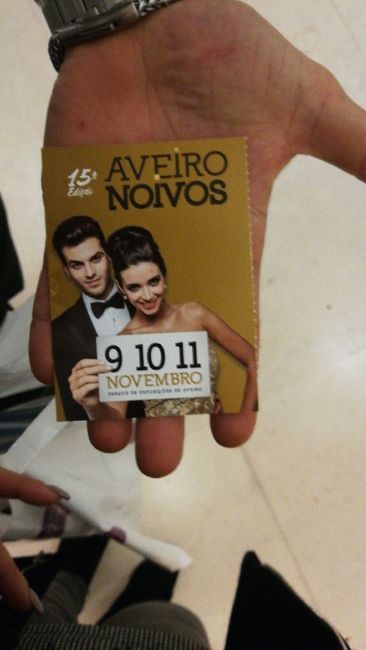 15ª
Edição
AVEIRO
NOIVOS
9 10 11
NOVEMBRO
PARQUE DE EXPOSIÇÕES DE AVEIRO